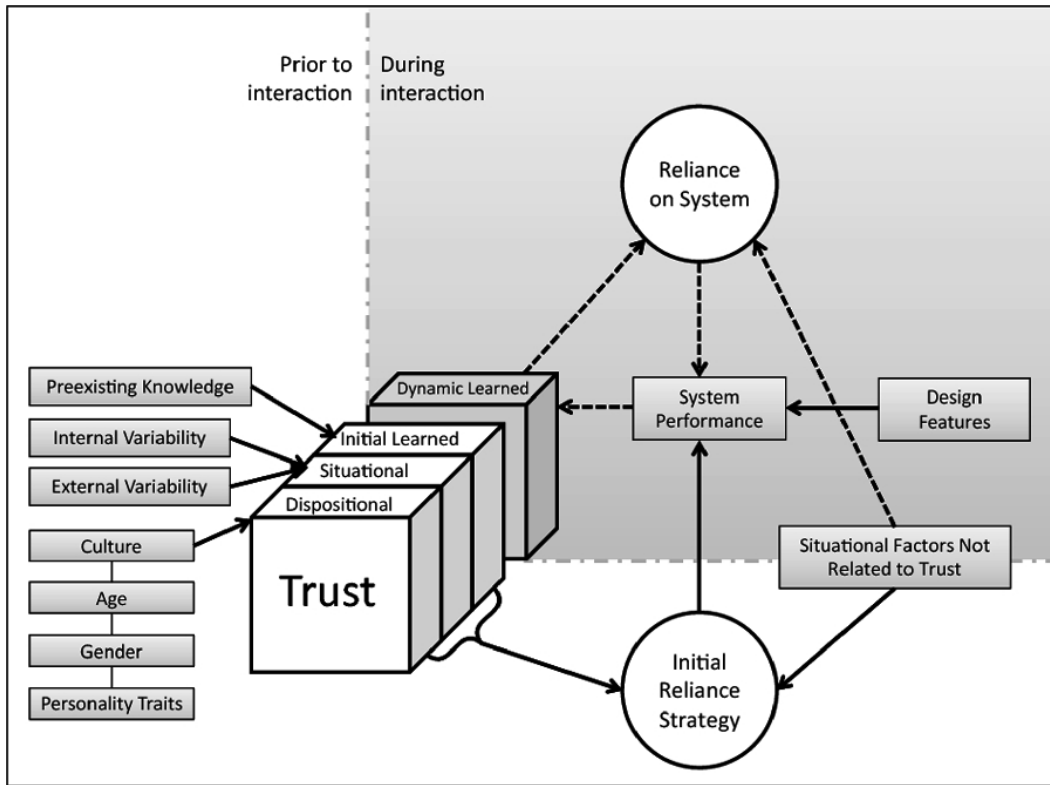 Prior to
interaction
During
interaction
Reliance
on System
Preexisting Knowledge
Internal Variability
External Variability
Culture
Age
Gender
Personality Traits
Dynamic Learned
Initial Learned
Situational
Dispositional
Trust
System
Performance
Design
Features
Situational Factors Not
Related to Trust
Initial
Reliance
Strategy